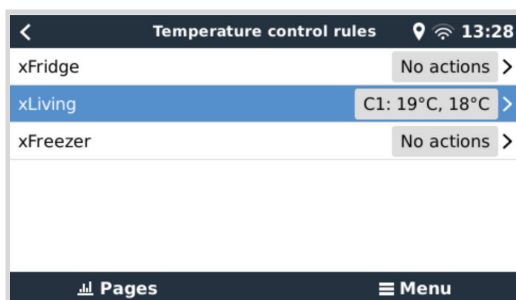 Temperature control rules 13:28
xFridge No actions
xLiving C1: 19°C, 18°C
xFreezer No actions
Pages Menu